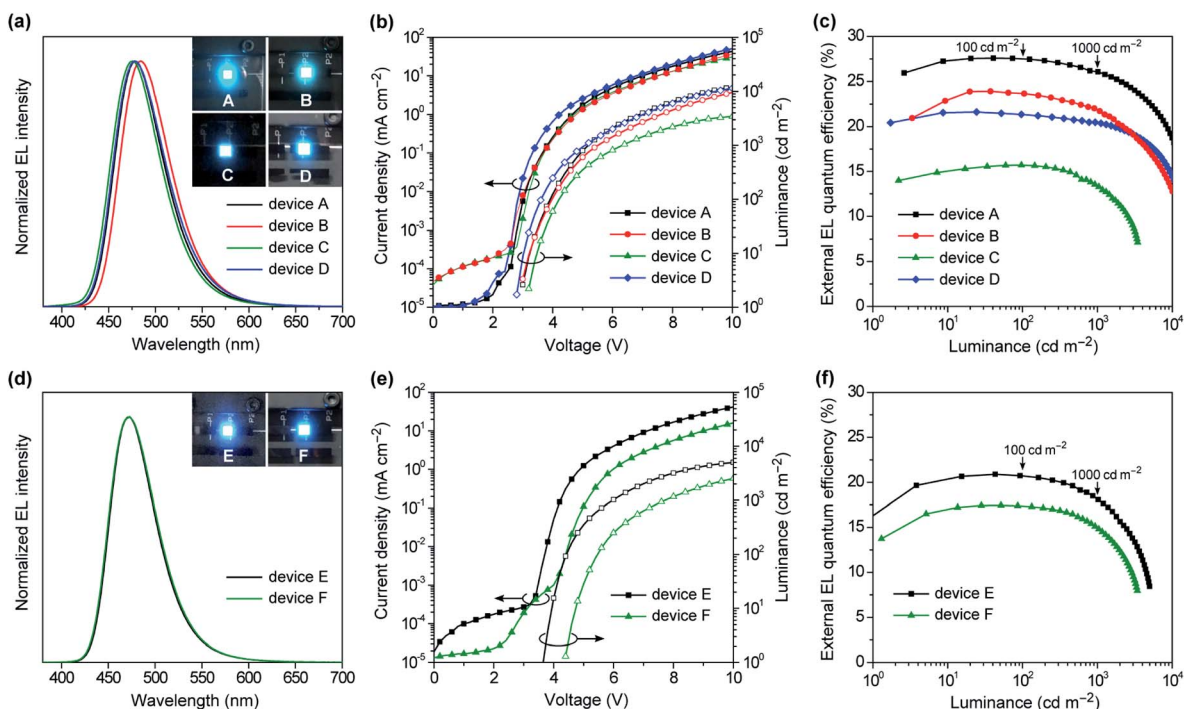 (a)
Normalized EL intensity
A
B
C
D
P1
P2
device A
device B
device C
device D
400
450
500
550
600
650
700
Wavelength (nm)
(b)
Current density (mA cm−2)
10²
10¹
10⁰
10⁻¹
10⁻²
10⁻³
10⁻⁴
10⁻⁵
device A
device B
device C
device D
0
2
4
6
8
10
Voltage (V)
10⁵
10⁴
10³
10²
10¹
10⁰
Luminance (cd m−2)
(c)
External EL quantum efficiency (%)
30
25
20
15
10
5
0
100 cd m−2
1000 cd m−2
device A
device B
device C
device D
10⁰
10¹
10²
10³
10⁴
Luminance (cd m−2)
(d)
Normalized EL intensity
P1
P2
E
F
device E
device F
400
450
500
550
600
650
700
Wavelength (nm)
(e)
Current density (mA cm−2)
10²
10¹
10⁰
10⁻¹
10⁻²
10⁻³
10⁻⁴
10⁻⁵
device E
device F
0
2
4
6
8
10
Voltage (V)
10⁵
10⁴
10³
10²
10¹
10⁰
Luminance (cd m−2)
(f)
External EL quantum efficiency (%)
30
25
20
15
10
5
0
100 cd m−2
1000 cd m−2
device E
device F
10⁰
10¹
10²
10³
10⁴
Luminance (cd m−2)